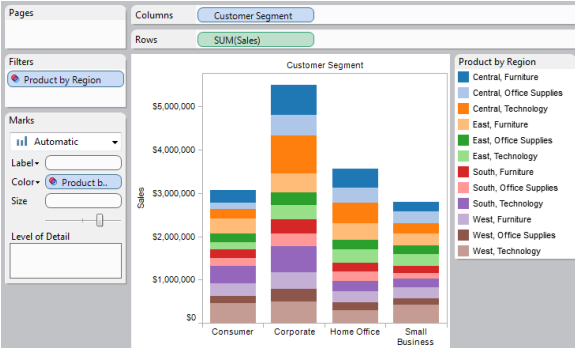 Pages
Columns Customer Segment
Rows SUM(Sales)
Filters
Product by Region
Marks
Automatic
Label
Color Product b..
Size
Level of Detail
Customer Segment
Sales
$5,000,000
$4,000,000
$3,000,000
$2,000,000
$1,000,000
$0
Consumer Corporate Home Office Small
Business
Product by Region
Central, Furniture
Central, Office Supplies
Central, Technology
East, Furniture
East, Office Supplies
East, Technology
South, Furniture
South, Office Supplies
South, Technology
West, Furniture
West, Office Supplies
West, Technology